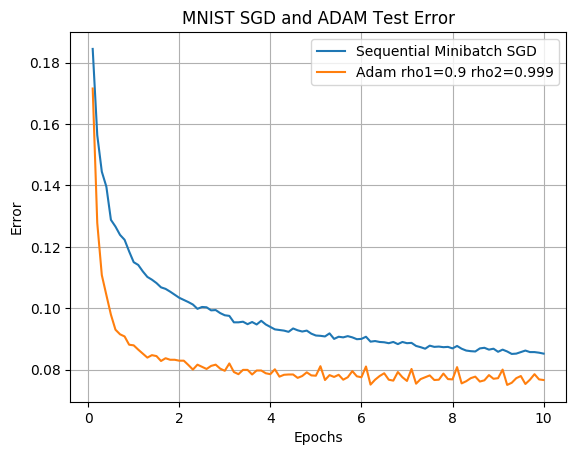 MNIST SGD and ADAM Test Error
Sequential Minibatch SGD
Adam rho1=0.9 rho2=0.999
0.18
0.16
0.14
0.12
0.10
0.08
Error
0
2
4
6
8
10
Epochs